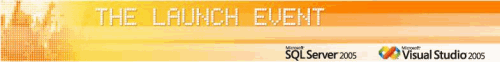 THE LAUNCH EVENT
Microsoft SQL Server 2005 Microsoft Visual Studio 2005